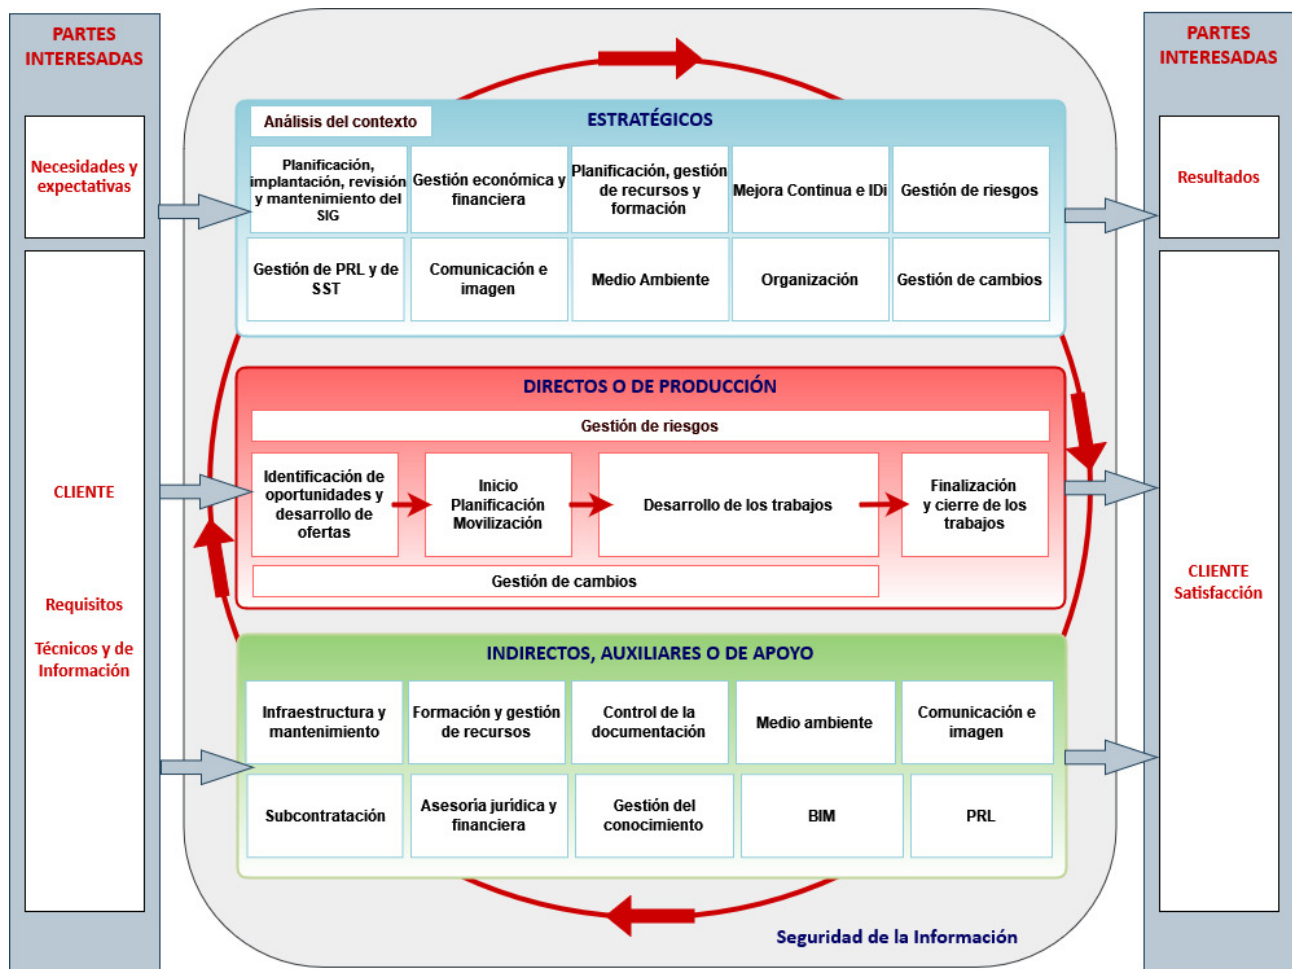 PARTES
INTERESADAS
Necesidades y
expectativas
CLIENTE
Requisitos
Técnicos y de
Información
ESTRATÉGICOS
Análisis del contexto
Planificación,
implantación, revisión
y mantenimiento del
SIG
Gestión económica y
financiera
Planificación, gestión
de recursos y
formación
Mejora Continua e IDi
Gestión de riesgos
Gestión de PRL y de
SST
Comunicación e
imagen
Medio Ambiente
Organización
Gestión de cambios
DIRECTOS O DE PRODUCCIÓN
Gestión de riesgos
Identificación de
oportunidades y
desarrollo de
ofertas
Inicio
Planificación
Movilización
Desarrollo de los trabajos
Finalización
y cierre de los
trabajos
Gestión de cambios
INDIRECTOS, AUXILIARES O DE APOYO
Infraestructura y
mantenimiento
Formación y gestión
de recursos
Control de la
documentación
Medio ambiente
Comunicación e
imagen
Subcontratación
Asesoría jurídica y
financiera
Gestión del
conocimiento
BIM
PRL
Seguridad de la Información
PARTES
INTERESADAS
Resultados
CLIENTE
Satisfacción